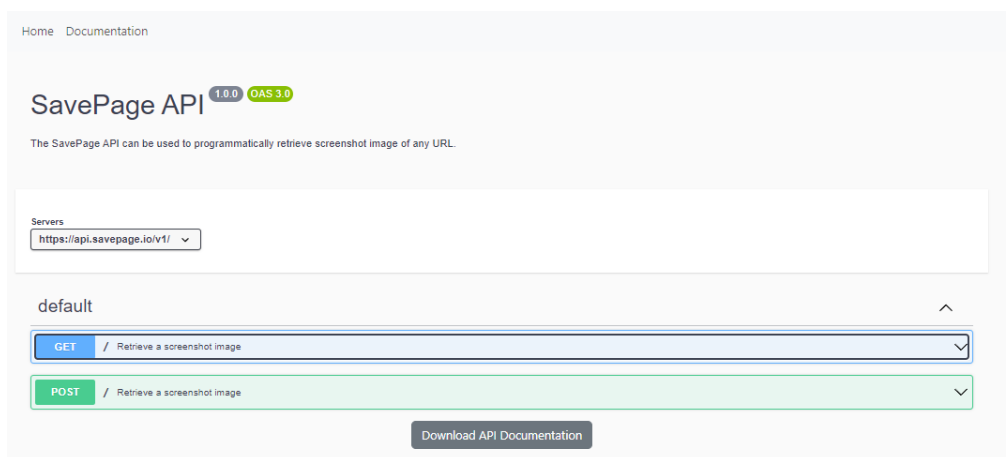 Home Documentation
SavePage API 1.0.0 OAS 3.0
The SavePage API can be used to programmatically retrieve screenshot image of any URL.
Servers
https://api.savepage.io/v1/
default
GET / Retrieve a screenshot image
POST / Retrieve a screenshot image
Download API Documentation